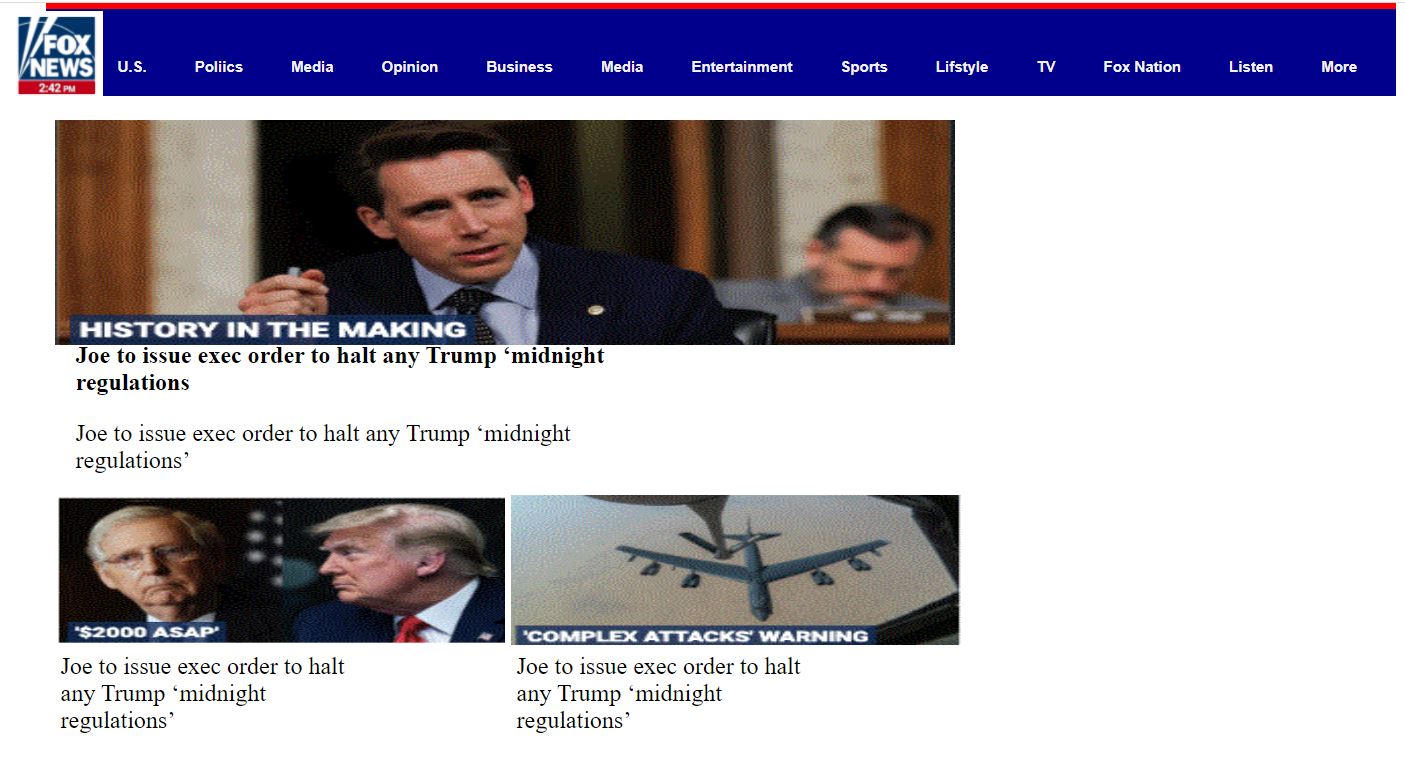 FOX
NEWS
2:42 PM
U.S. Poliics Media Opinion Business Media Entertainment Sports Lifstyle TV Fox Nation Listen More
HISTORY IN THE MAKING
Joe to issue exec order to halt any Trump ‘midnight
regulations
Joe to issue exec order to halt any Trump ‘midnight
regulations’
'$2000 ASAP'
Joe to issue exec order to halt
any Trump ‘midnight
regulations’
'COMPLEX ATTACKS' WARNING
Joe to issue exec order to halt
any Trump ‘midnight
regulations’